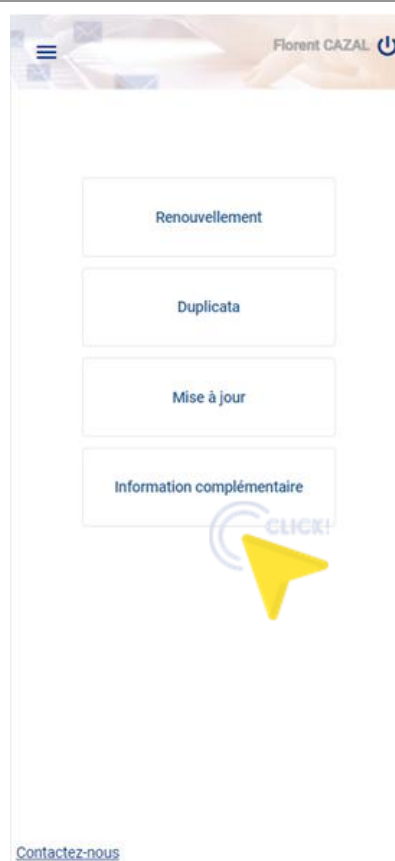 Florent CAZAL
Renouvellement
Duplicata
Mise à jour
Information complémentaire
CLICK!
Contactez-nous